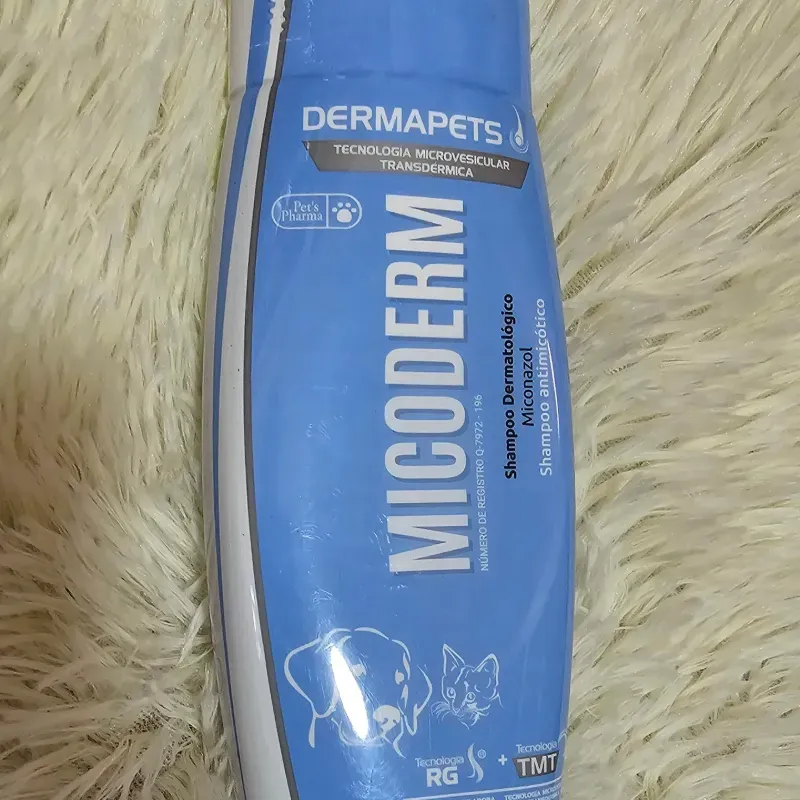 DERMAPETS
TECNOLOGIA MICROVESICULAR
TRANSDÉRMICA
Pet's
Pharma
MICODERM
NÚMERO DE REGISTRO Q-7972-196
Shampoo Dermatológico
Miconazol
Shampoo antimicótico
Tecnología
RG ®
+
Tecnología
TMT